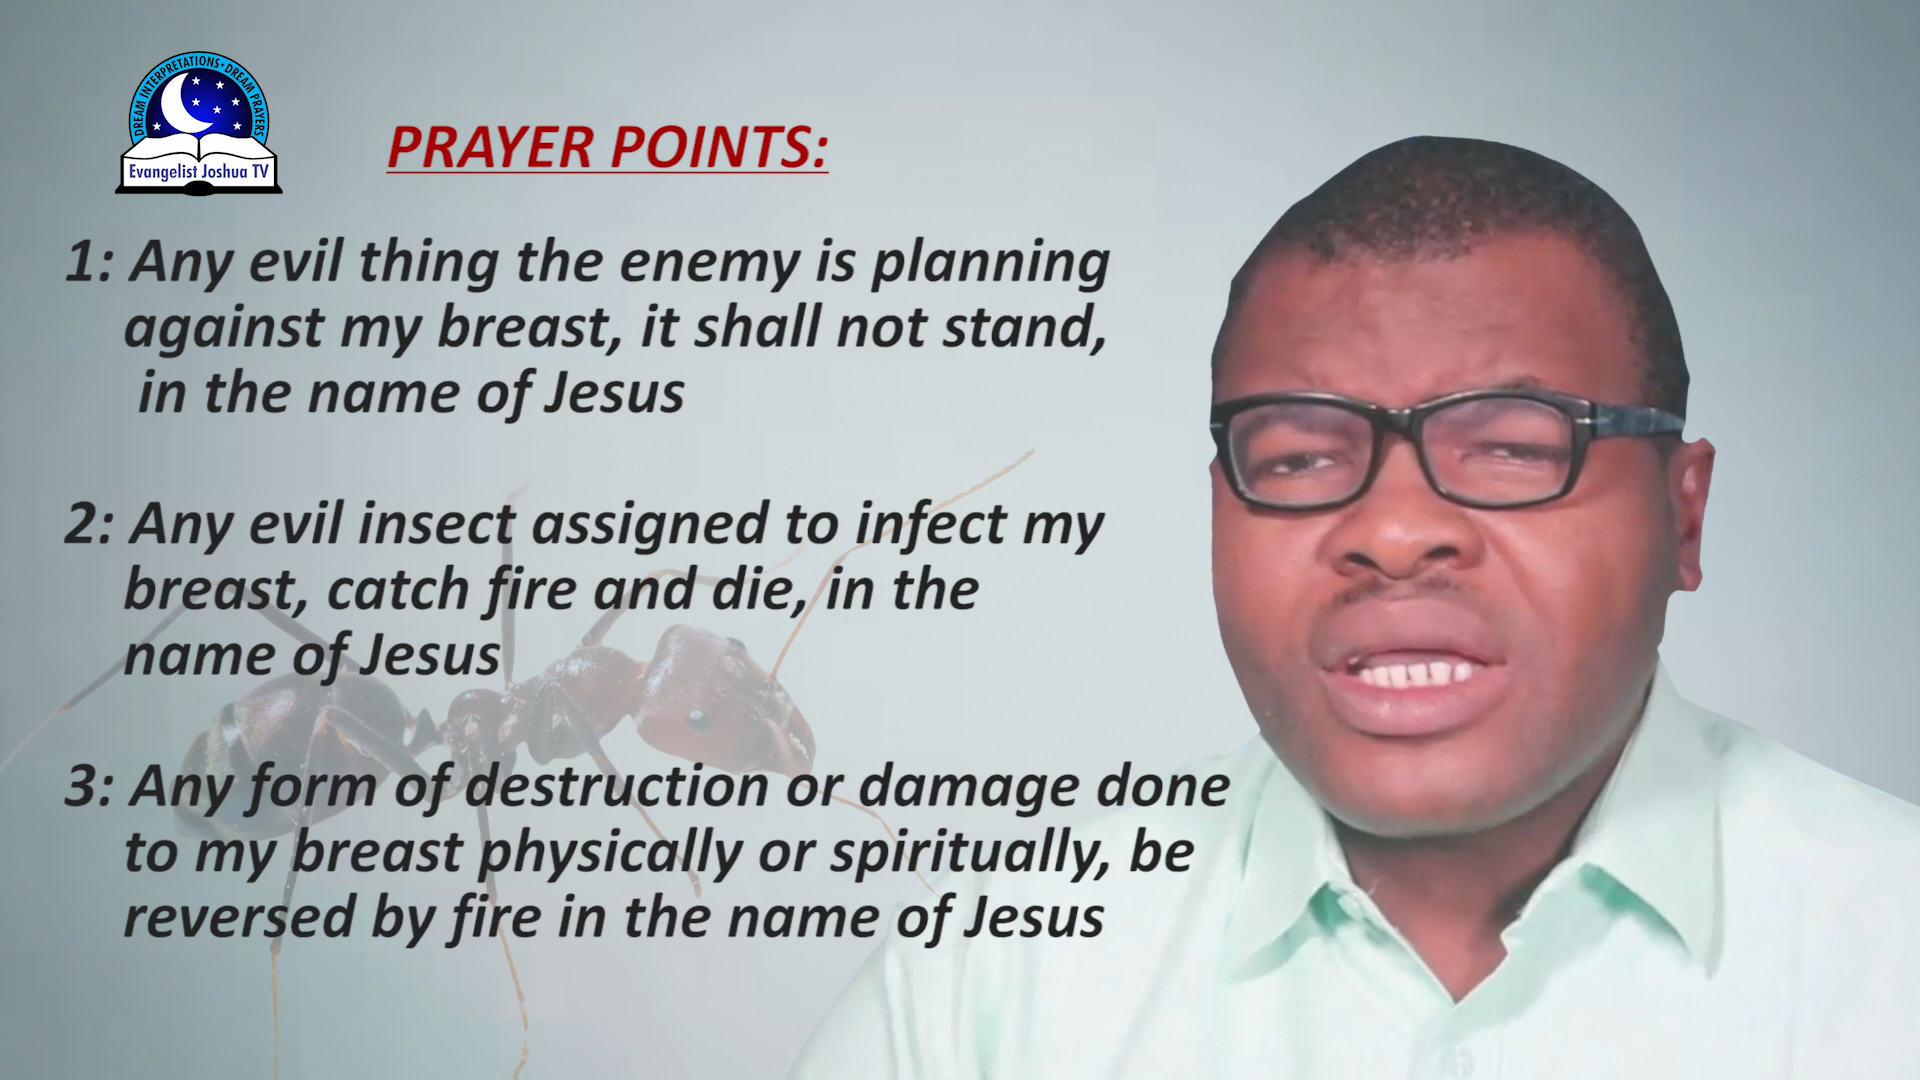 DREAM INTERPRETATIONS · DREAM PRAYERS
Evangelist Joshua TV
PRAYER POINTS:
1: Any evil thing the enemy is planning
against my breast, it shall not stand,
in the name of Jesus
2: Any evil insect assigned to infect my
breast, catch fire and die, in the
name of Jesus
3: Any form of destruction or damage done
to my breast physically or spiritually, be
reversed by fire in the name of Jesus